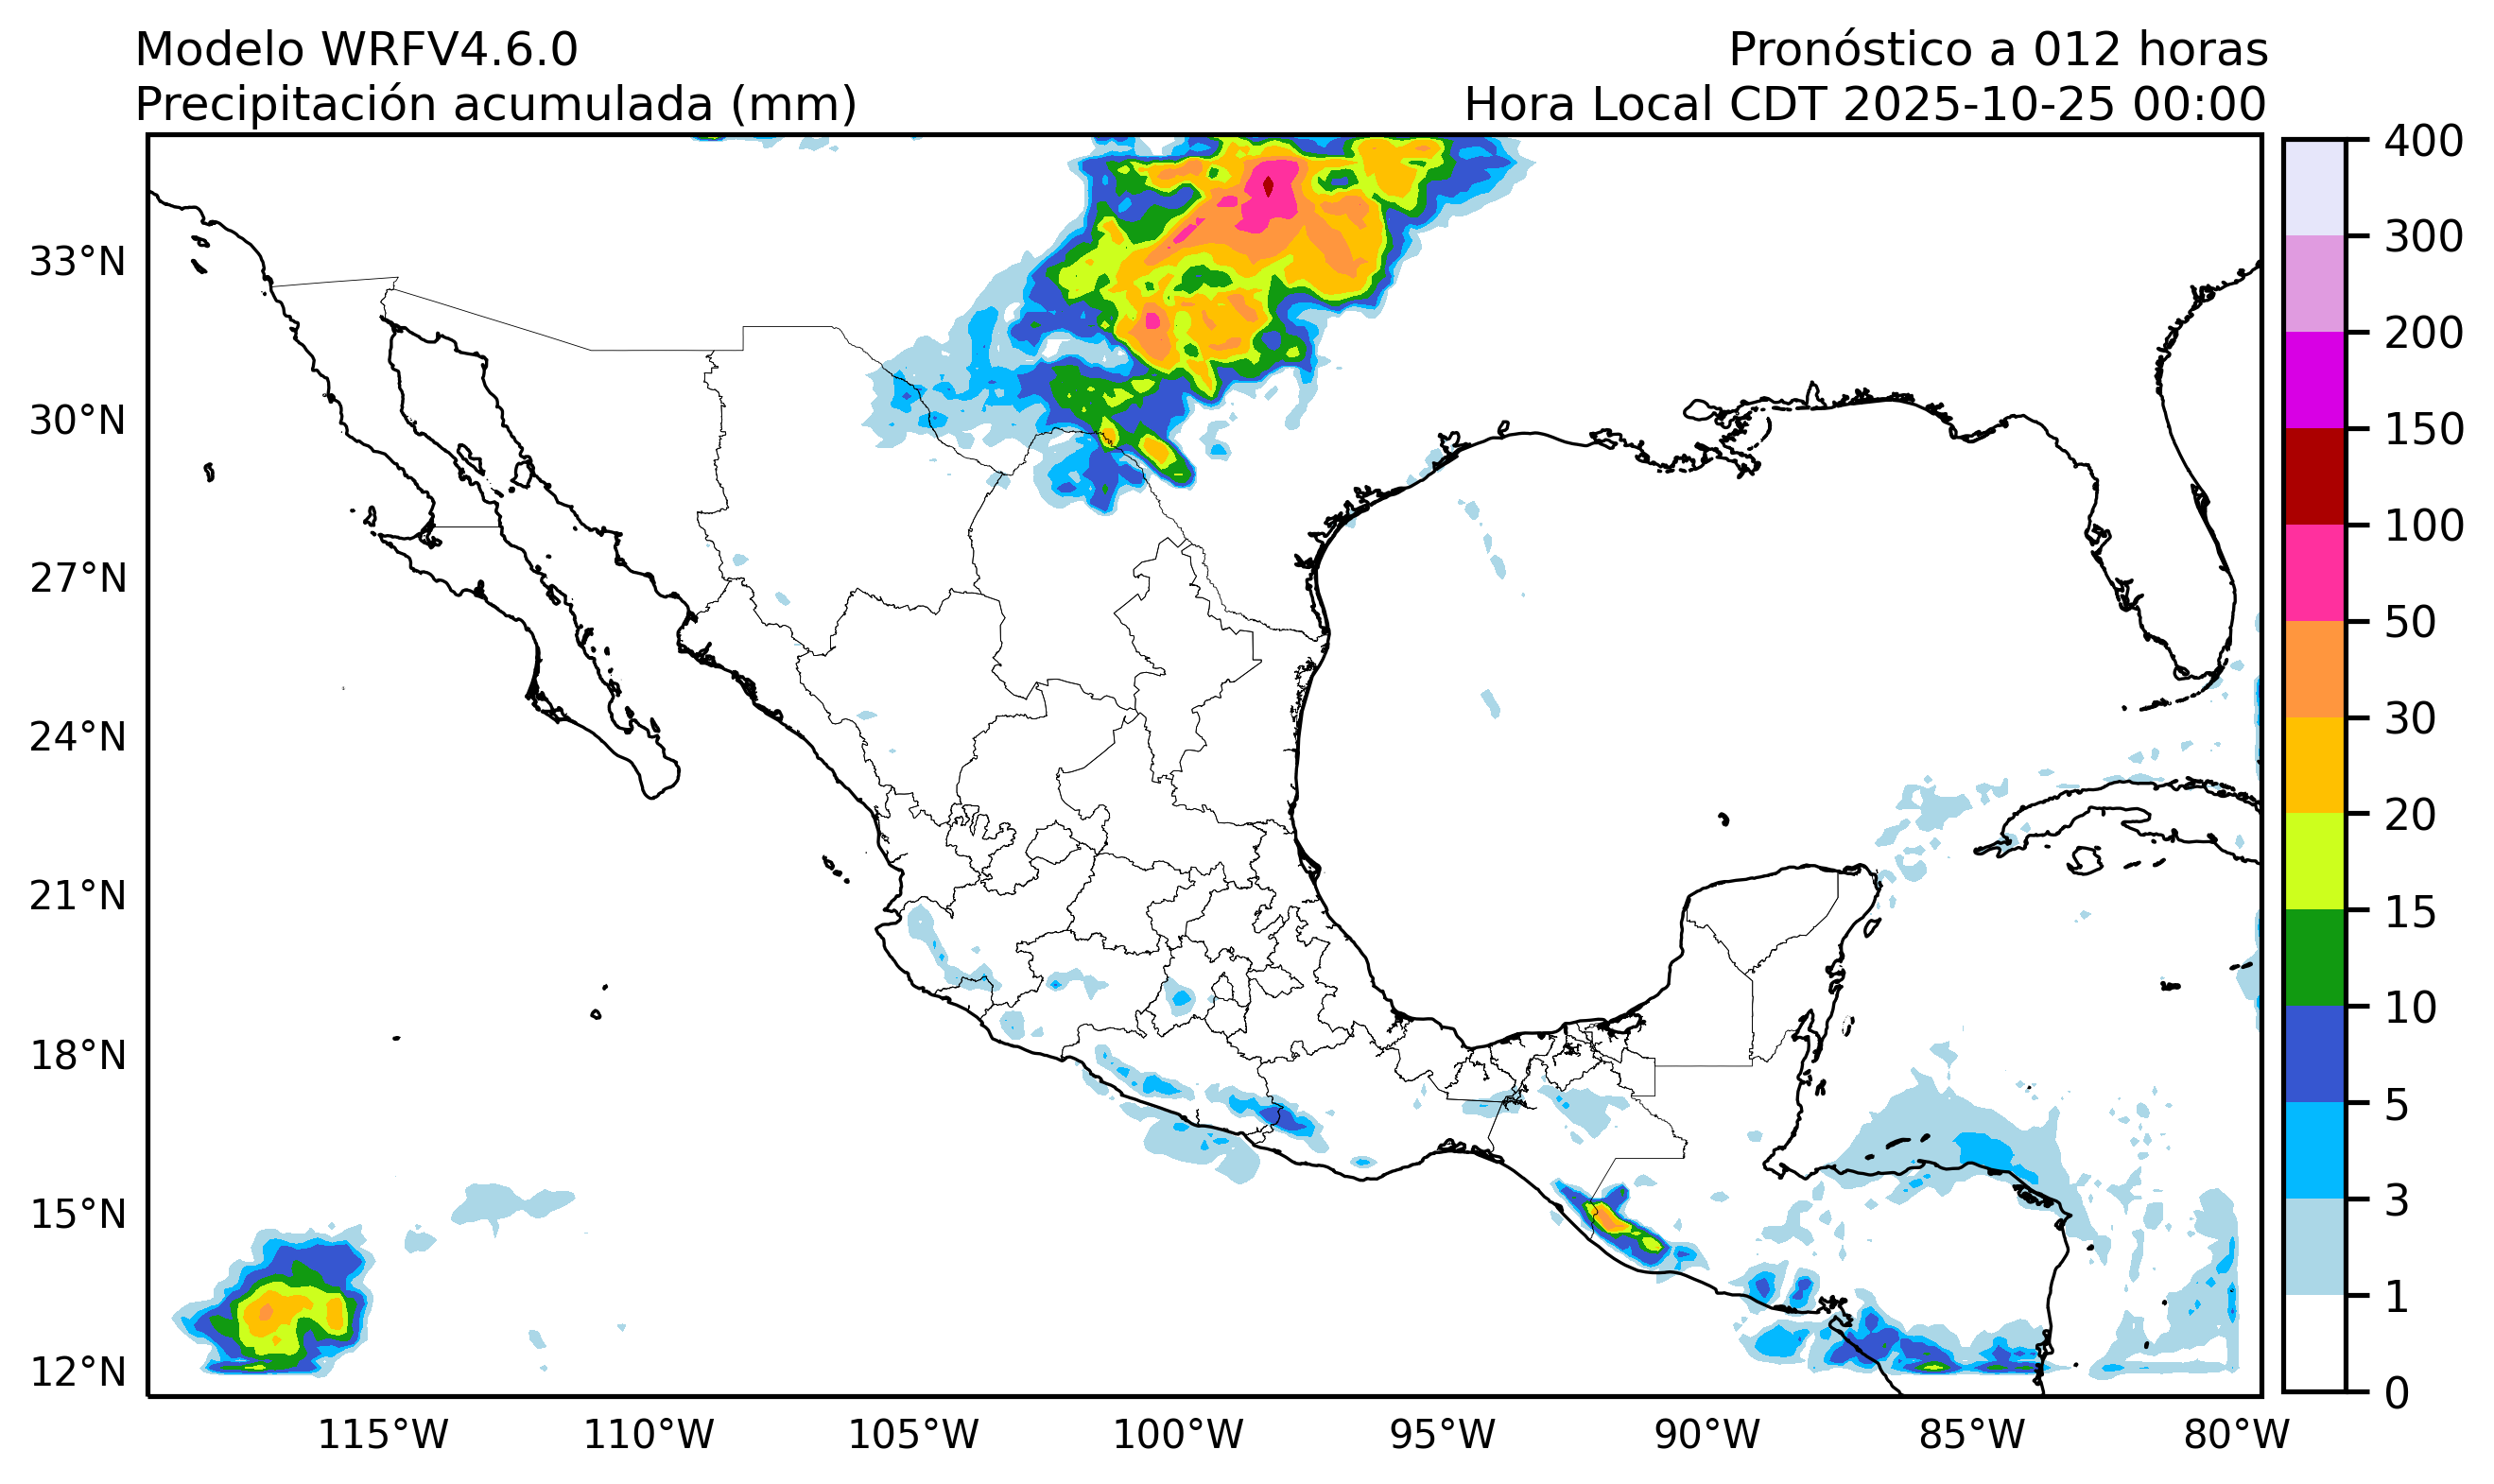 Modelo WRFV4.6.0
Pronóstico a 012 horas
Precipitación acumulada (mm)
Hora Local CDT 2025-10-25 00:00
33°N
30°N
27°N
24°N
21°N
18°N
15°N
12°N
115°W
110°W
105°W
100°W
95°W
90°W
85°W
80°W
400
300
200
150
100
50
30
20
15
10
5
3
1
0